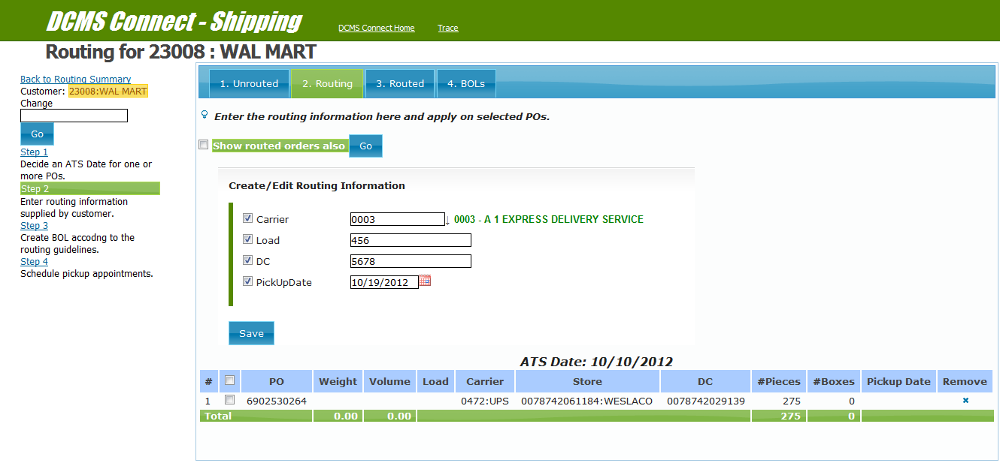 DCMS Connect - Shipping
DCMS Connect Home Trace
Routing for 23008 : WAL MART
Back to Routing Summary
Customer: 23008:WAL MART
Change
Go
Step 1
Decide an ATS Date for one or
more POs.
Step 2
Enter routing information
supplied by customer.
Step 3
Create BOL accodng to the
routing guidelines.
Step 4
Schedule pickup appointments.
1. Unrouted 2. Routing 3. Routed 4. BOLs
Enter the routing information here and apply on selected POs.
Show routed orders also Go
Create/Edit Routing Information
Carrier 0003 ↓ 0003 - A 1 EXPRESS DELIVERY SERVICE
Load 456
DC 5678
PickUpDate 10/19/2012
Save
ATS Date: 10/10/2012
# PO Weight Volume Load Carrier Store DC #Pieces #Boxes Pickup Date Remove
1 6902530264 0472:UPS 0078742061184:WESLACO 0078742029139 275 0
Total 0.00 0.00 275 0